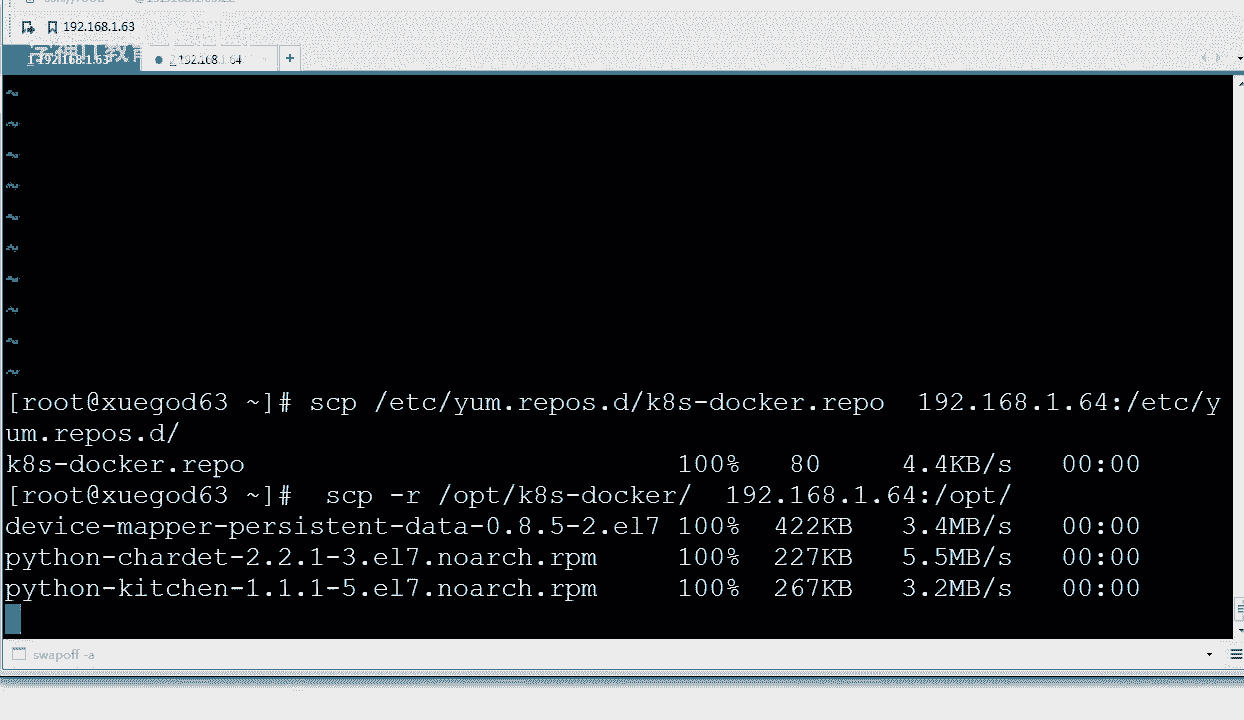 192.168.1.63
1 192.168.1.63
2 192.168.1.64
+
~
~
~
~
~
~
~
~
~
~
[root@xuegod63 ~]# scp /etc/yum.repos.d/k8s-docker.repo  192.168.1.64:/etc/y
um.repos.d/
k8s-docker.repo 100% 80 4.4KB/s 00:00
[root@xuegod63 ~]#  scp -r /opt/k8s-docker/  192.168.1.64:/opt/
device-mapper-persistent-data-0.8.5-2.el7 100% 422KB 3.4MB/s 00:00
python-chardet-2.2.1-3.el7.noarch.rpm 100% 227KB 5.5MB/s 00:00
python-kitchen-1.1.1-5.el7.noarch.rpm 100% 267KB 3.2MB/s 00:00
swapoff -a